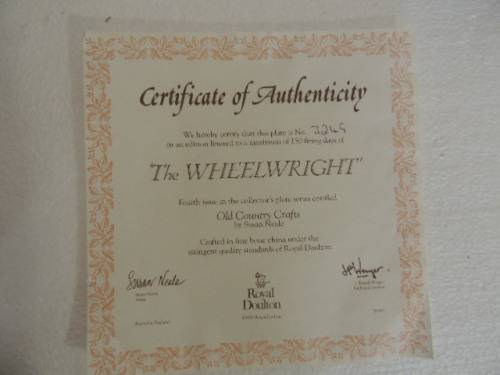 Certificate of Authenticity
We hereby certify that this plate is No.
in an edition limited to a maximum of 150 firing days of
"The WHEELWRIGHT"
Fourth issue in the collector's plate series entitled
Old Country Crafts
by Susan Neale
Crafted in fine bone china under the
stringent quality standards of Royal Doulton.
Susan Neale
Royal
Doulton